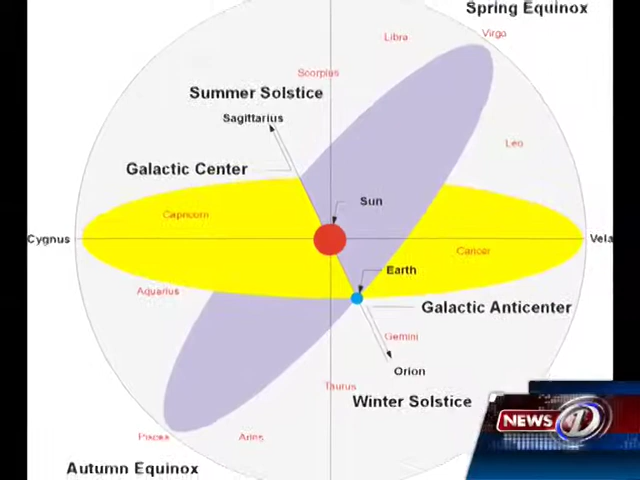 Spring Equinox
Virgo
Libra
Scorpius
Summer Solstice
Sagittarius
Leo
Galactic Center
Sun
Capricorn
Cygnus
Vela
Cancer
Earth
Aquarius
Galactic Anticenter
Gemini
Orion
Taurus
Winter Solstice
NEWS 1
Pisces
Aries
Autumn Equinox